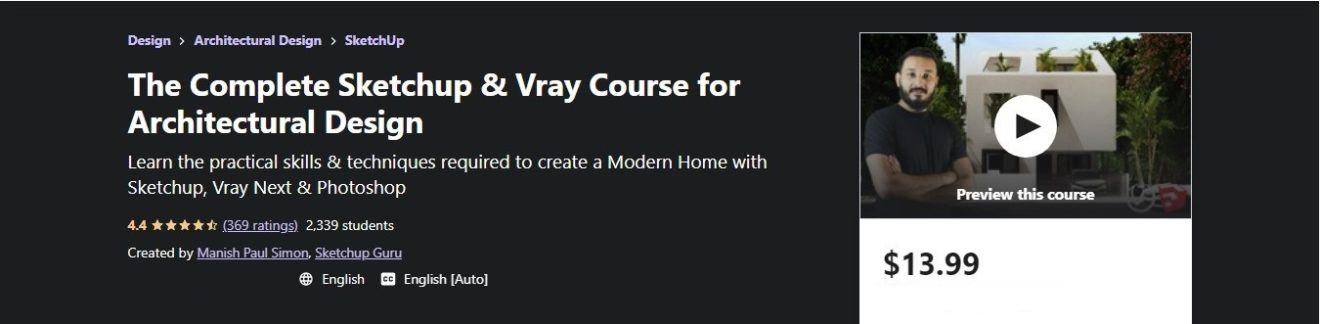 Design > Architectural Design > SketchUp
The Complete Sketchup & Vray Course for
Architectural Design
Learn the practical skills & techniques required to create a Modern Home with
Sketchup, Vray Next & Photoshop
4.4 (369 ratings) 2,339 students
Created by Manish Paul Simon, Sketchup Guru
English CC English [Auto]
Preview this course
$13.99